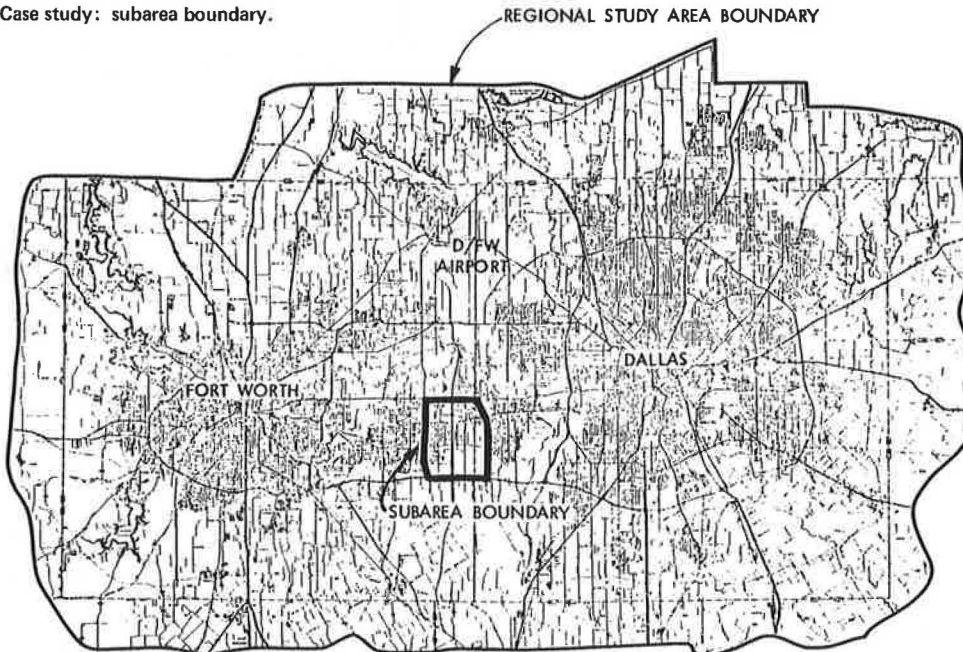 Case study: subarea boundary.
REGIONAL STUDY AREA BOUNDARY
D/FW
AIRPORT
DALLAS
FORT WORTH
SUBAREA BOUNDARY